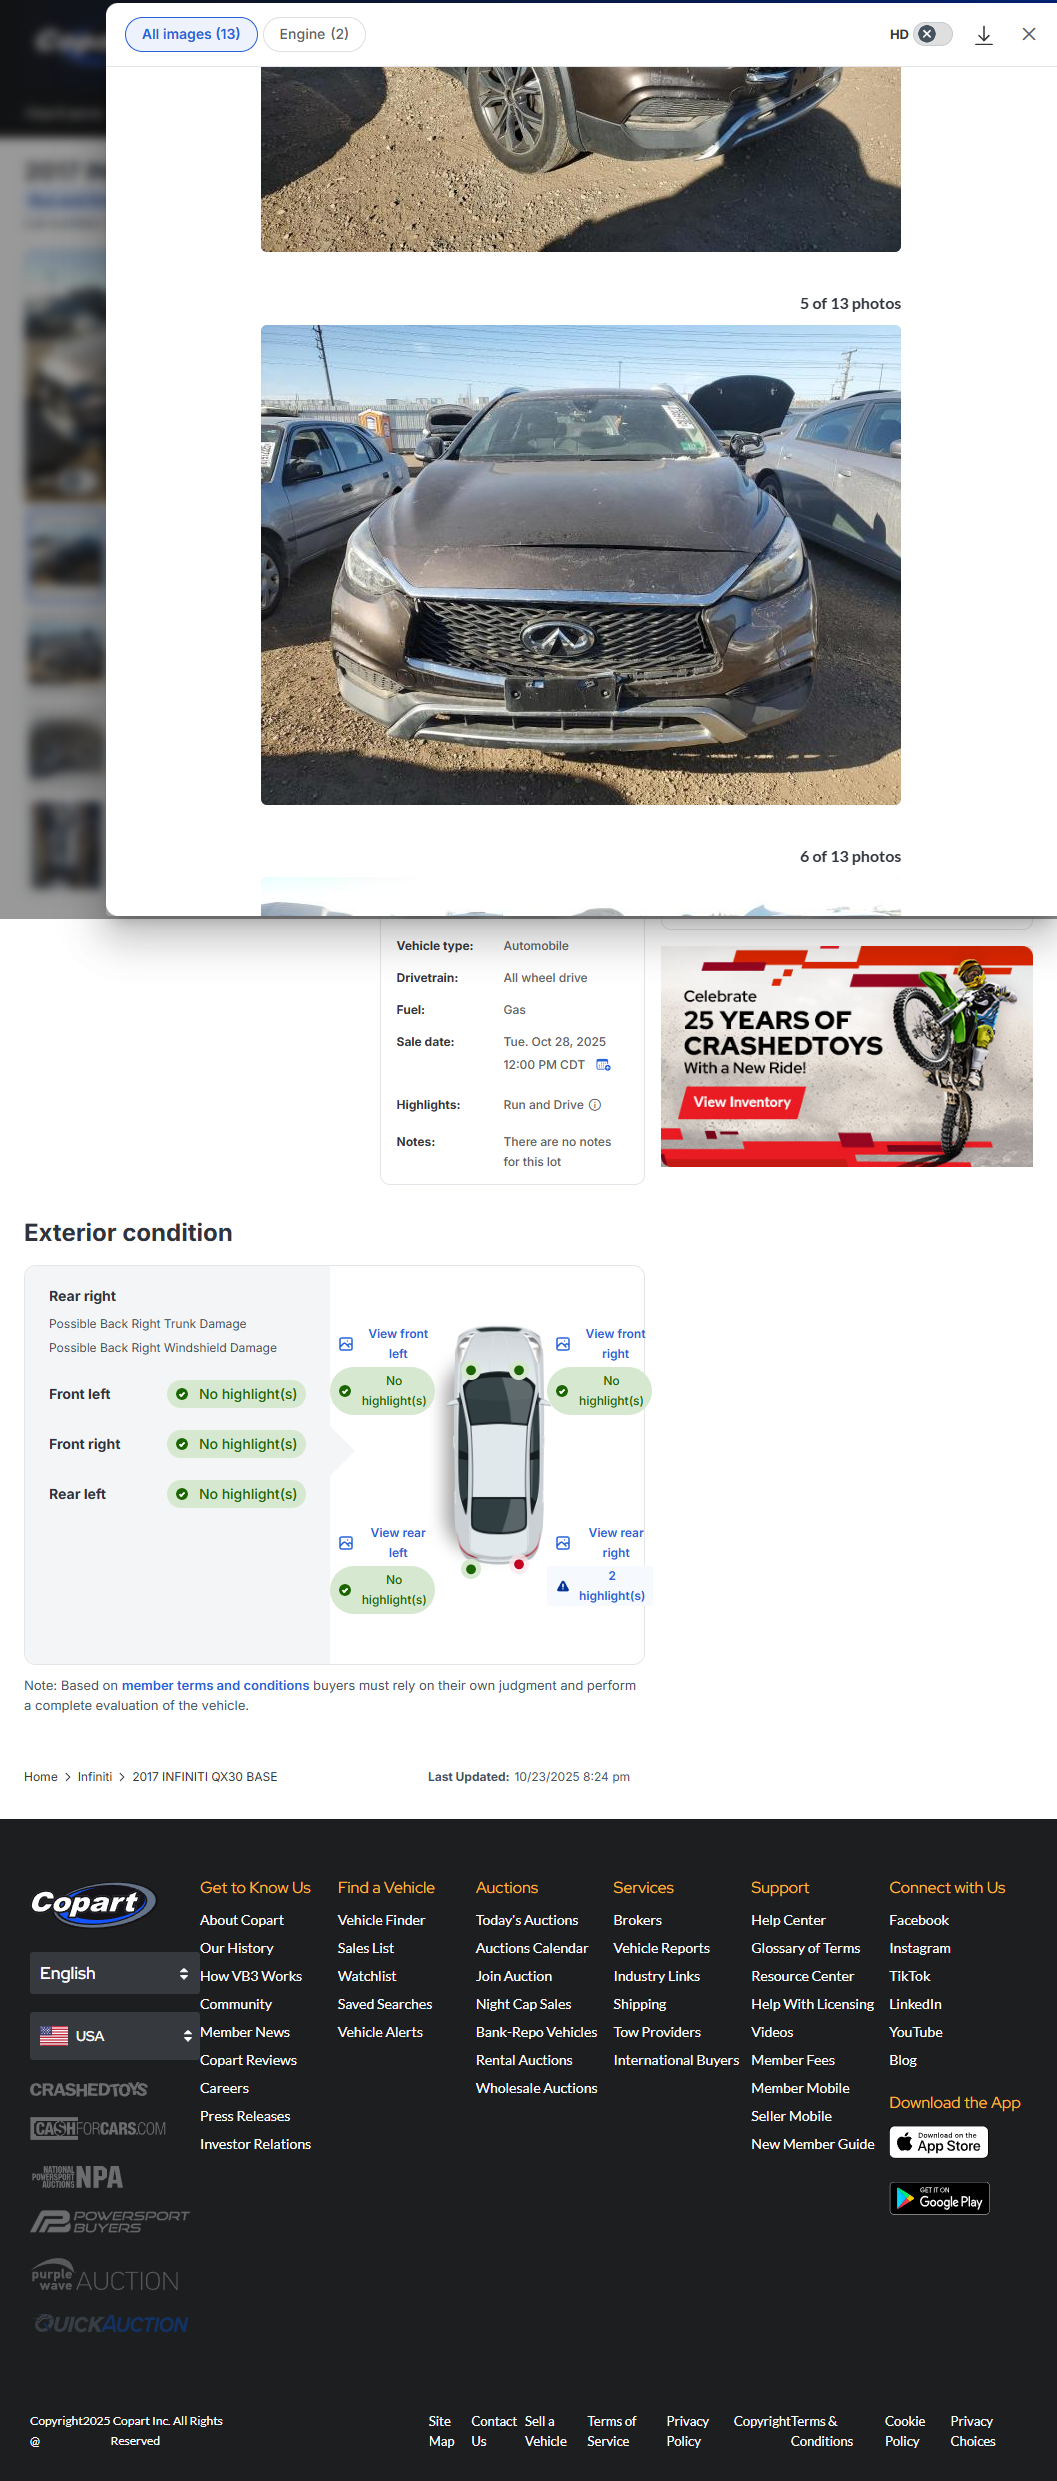 All images (13)
Engine (2)
HD
5 of 13 photos
6 of 13 photos
Vehicle type: Automobile
Drivetrain: All wheel drive
Fuel: Gas
Sale date: Tue. Oct 28, 2025
12:00 PM CDT
Highlights: Run and Drive
Notes: There are no notes
for this lot
Celebrate
25 YEARS OF
CRASHEDTOYS
With a New Ride!
View Inventory
Exterior condition
Rear right
Possible Back Right Trunk Damage
Possible Back Right Windshield Damage
Front left No highlight(s)
Front right No highlight(s)
Rear left No highlight(s)
View front
left
No
highlight(s)
View front
right
No
highlight(s)
View rear
left
No
highlight(s)
View rear
right
2
highlight(s)
Note: Based on member terms and conditions buyers must rely on their own judgment and perform
a complete evaluation of the vehicle.
Home > Infiniti > 2017 INFINITI QX30 BASE
Last Updated: 10/23/2025 8:24 pm
Copart
English
USA
CRASHEDTOYS
CASHFORCARS.COM
NATIONAL
POWERSPORT
AUCTIONS NPA
POWERSPORT
BUYERS
purple
wave AUCTION
QUICKAUCTION
Get to Know Us
About Copart
Our History
How VB3 Works
Community
Member News
Copart Reviews
Careers
Press Releases
Investor Relations
Find a Vehicle
Vehicle Finder
Sales List
Watchlist
Saved Searches
Vehicle Alerts
Auctions
Today's Auctions
Auctions Calendar
Join Auction
Night Cap Sales
Bank-Repo Vehicles
Rental Auctions
Wholesale Auctions
Services
Brokers
Vehicle Reports
Industry Links
Shipping
Tow Providers
International Buyers
Support
Help Center
Glossary of Terms
Resource Center
Help With Licensing
Videos
Member Fees
Member Mobile
Seller Mobile
New Member Guide
Connect with Us
Facebook
Instagram
TikTok
LinkedIn
YouTube
Blog
Download the App
Download on the
App Store
GET IT ON
Google Play
Copyright2025 Copart Inc. All Rights
@ Reserved
Site
Map
Contact
Us
Sell a
Vehicle
Terms of
Service
Privacy
Policy
Copyright
Terms &
Conditions
Cookie
Policy
Privacy
Choices